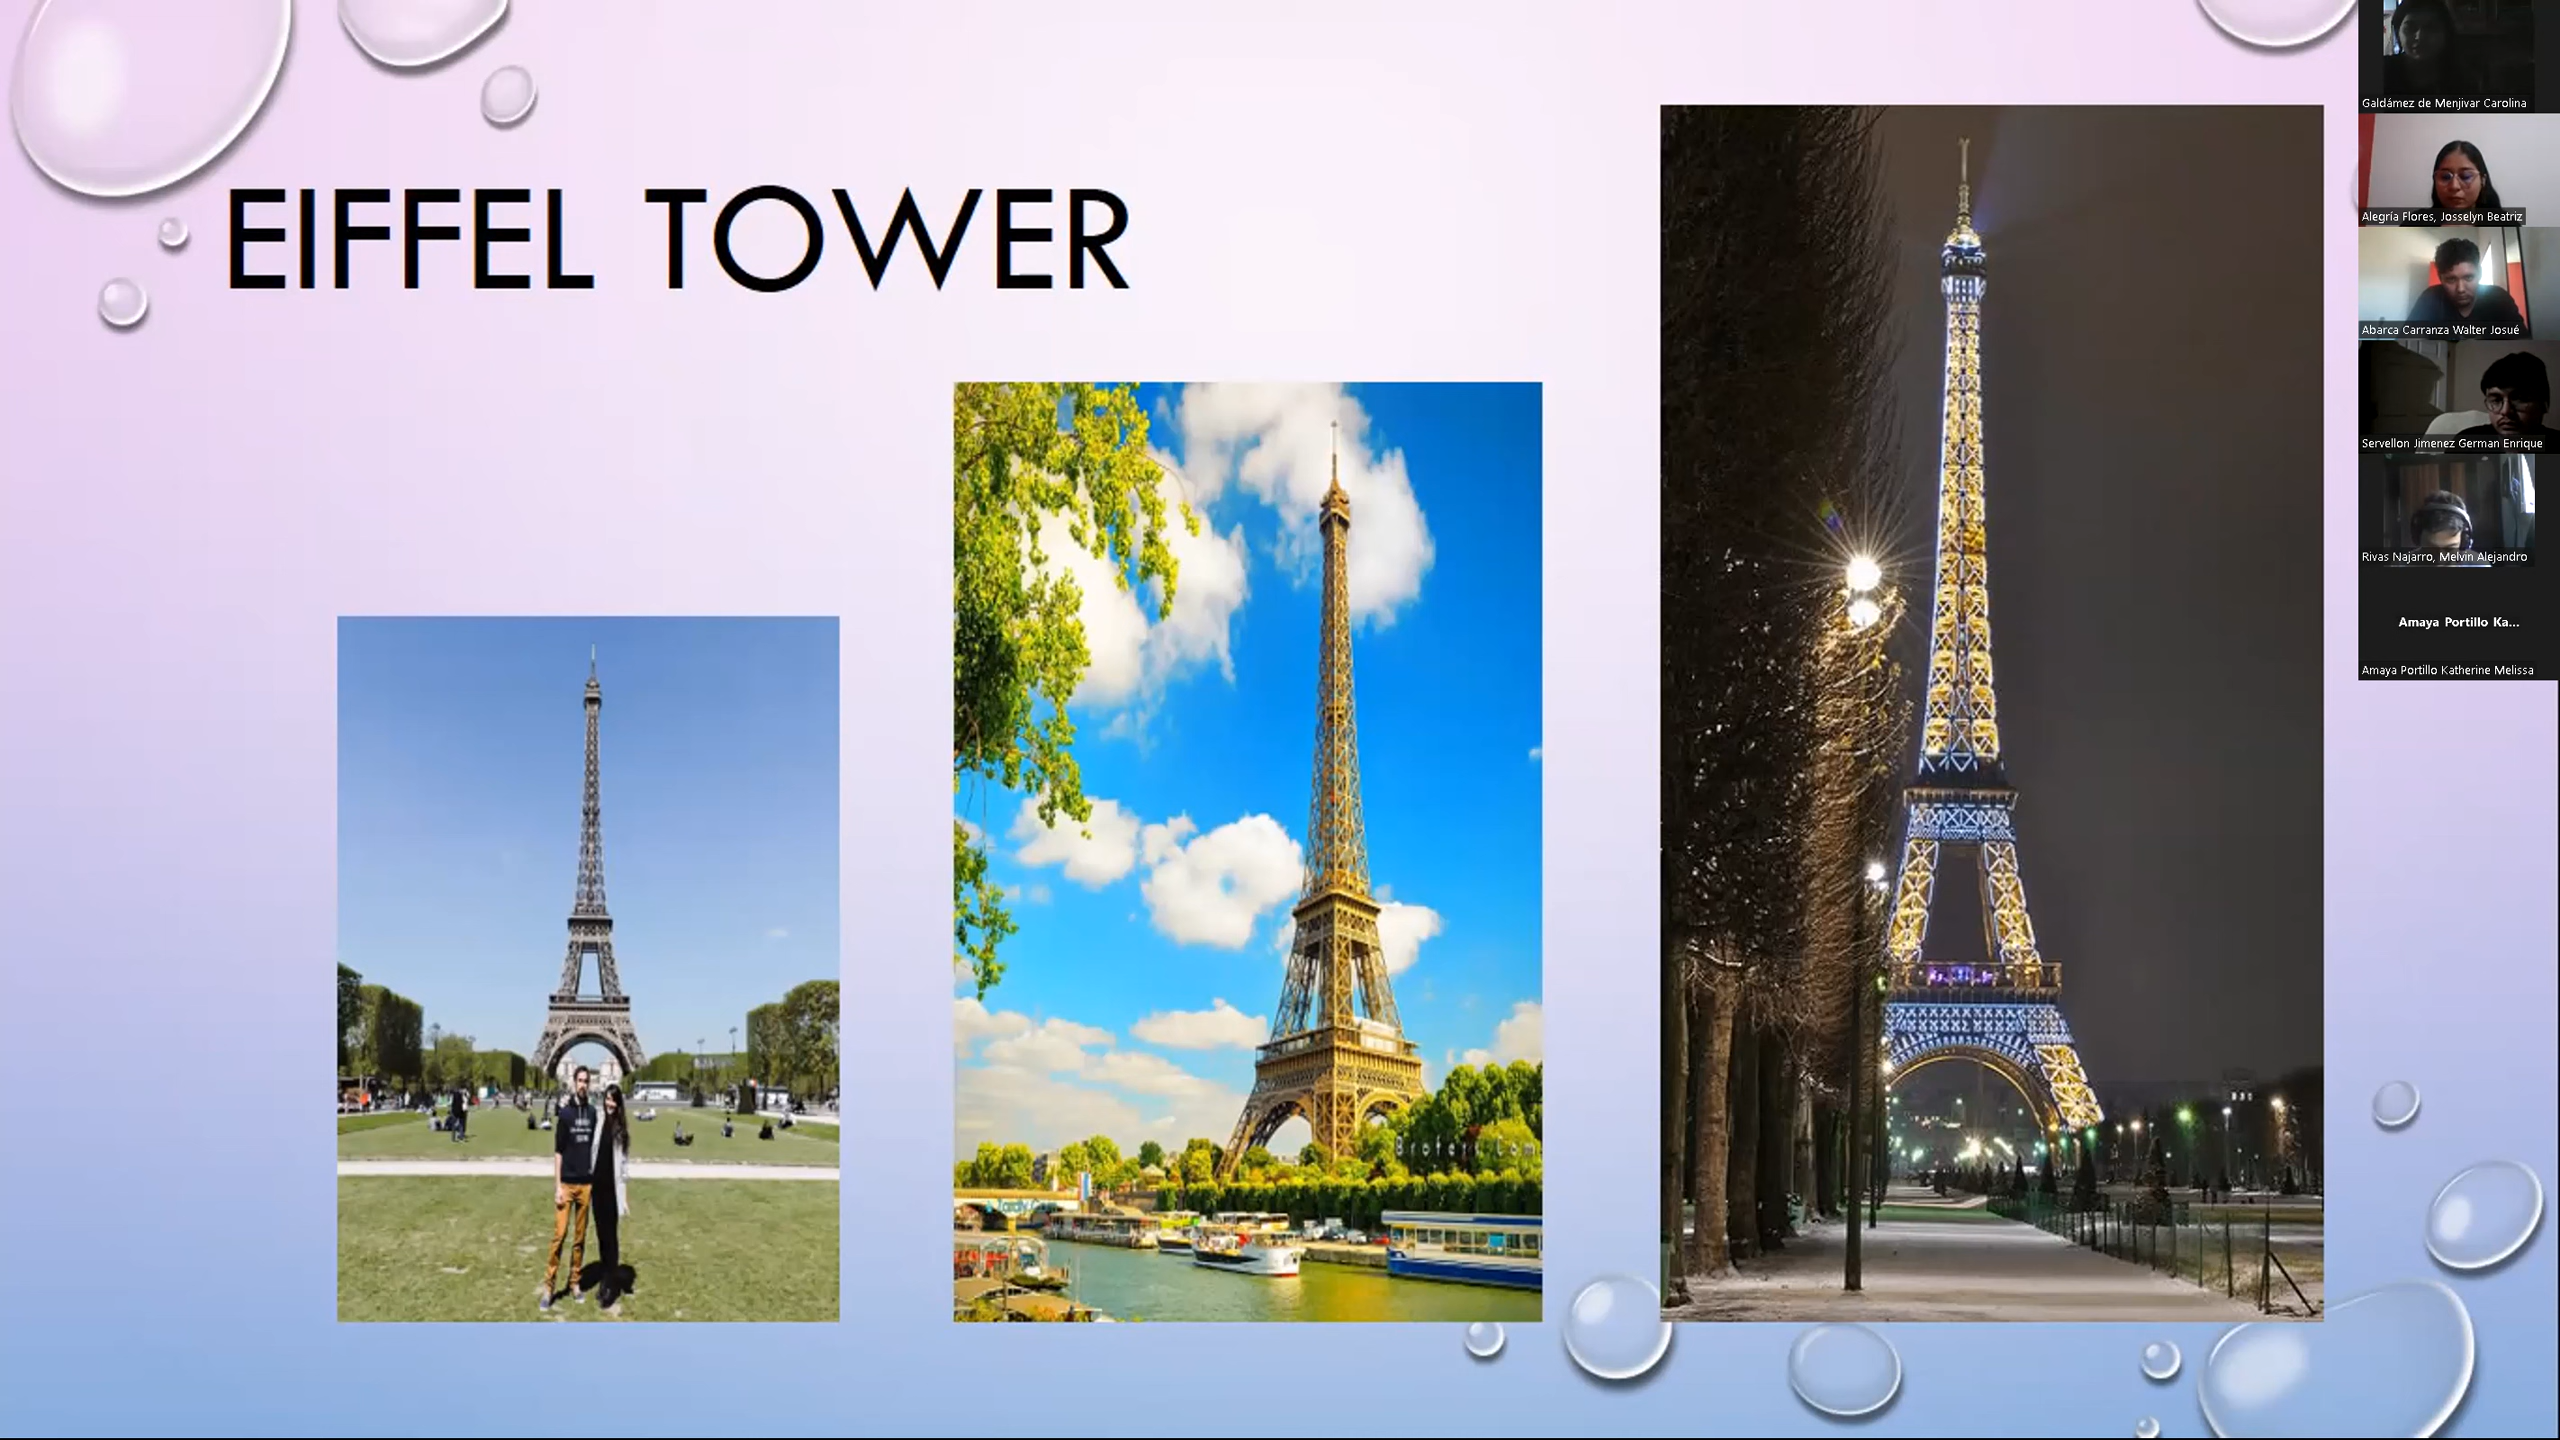 EIFFEL TOWER
Galdámez de Menjivar Carolina
Alegría Flores, Josselyn Beatriz
Abarca Carranza Walter Josué
Servellon Jimenez German Enrique
Rivas Najarro, Melvin Alejandro
Amaya Portillo Ka...
Amaya Portillo Katherine Melissa